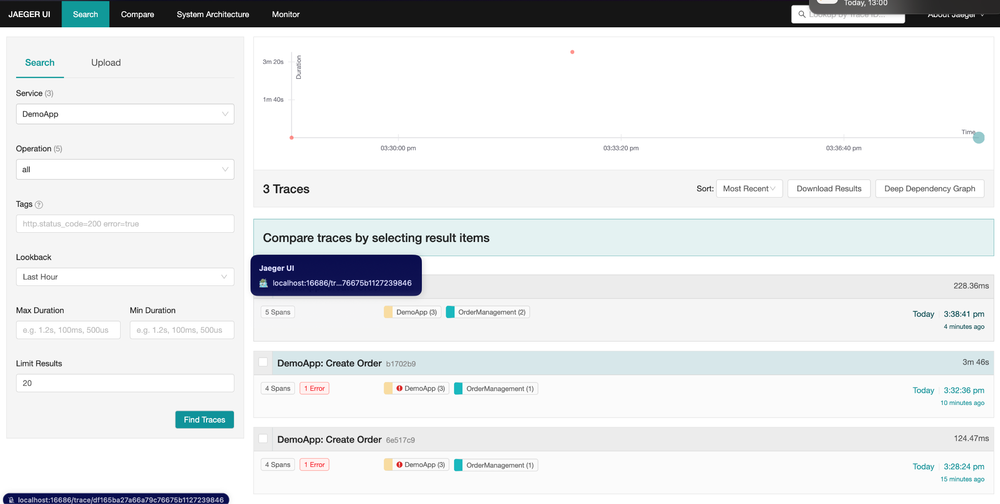 JAEGER UI
Search
Compare
System Architecture
Monitor
Lookup by Trace ID...
About Jaeger
Today, 13:00
Search
Upload
Service (3)
DemoApp
Operation (5)
all
Tags
http.status_code=200 error=true
Lookback
Last Hour
Max Duration
Min Duration
e.g. 1.2s, 100ms, 500us
e.g. 1.2s, 100ms, 500us
Limit Results
20
Find Traces
Duration
3m 20s
1m 40s
Time
03:30:00 pm
03:33:20 pm
03:36:40 pm
3 Traces
Sort:
Most Recent
Download Results
Deep Dependency Graph
Compare traces by selecting result items
Jaeger UI
localhost:16686/tr...76675b1127239846
DemoApp: Create Order
228.36ms
5 Spans
DemoApp (3)
OrderManagement (2)
Today
3:38:41 pm
4 minutes ago
DemoApp: Create Order b1702b9
3m 46s
4 Spans
1 Error
DemoApp (3)
OrderManagement (1)
Today
3:32:36 pm
10 minutes ago
DemoApp: Create Order 6e517c9
124.47ms
4 Spans
1 Error
DemoApp (3)
OrderManagement (1)
Today
3:28:24 pm
15 minutes ago
localhost:16686/trace/df165ba27a66a79c76675b1127239846